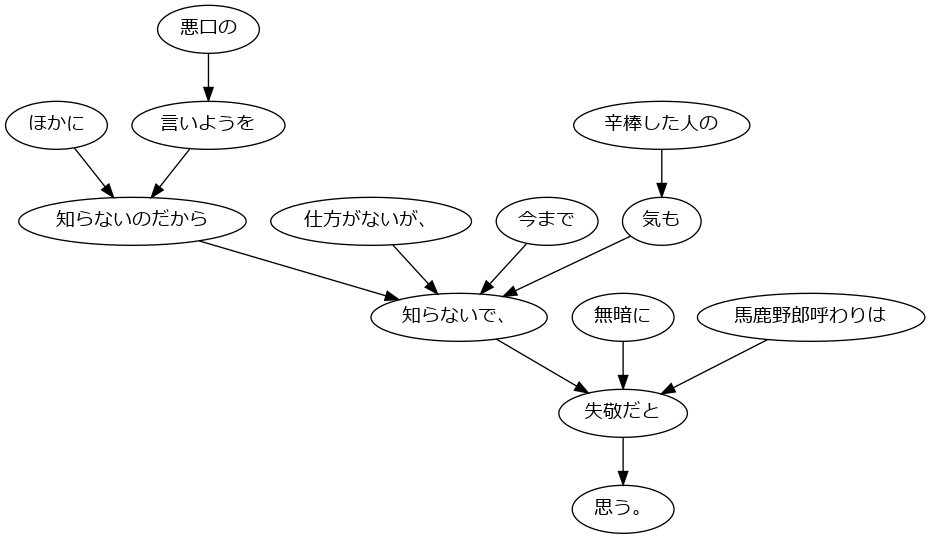 悪口の
ほかに
言いようを
辛棒した人の
知らないのだから
仕方がないが、
今まで
気も
知らないで、
無暗に
馬鹿野郎呼わりは
失敬だと
思う。